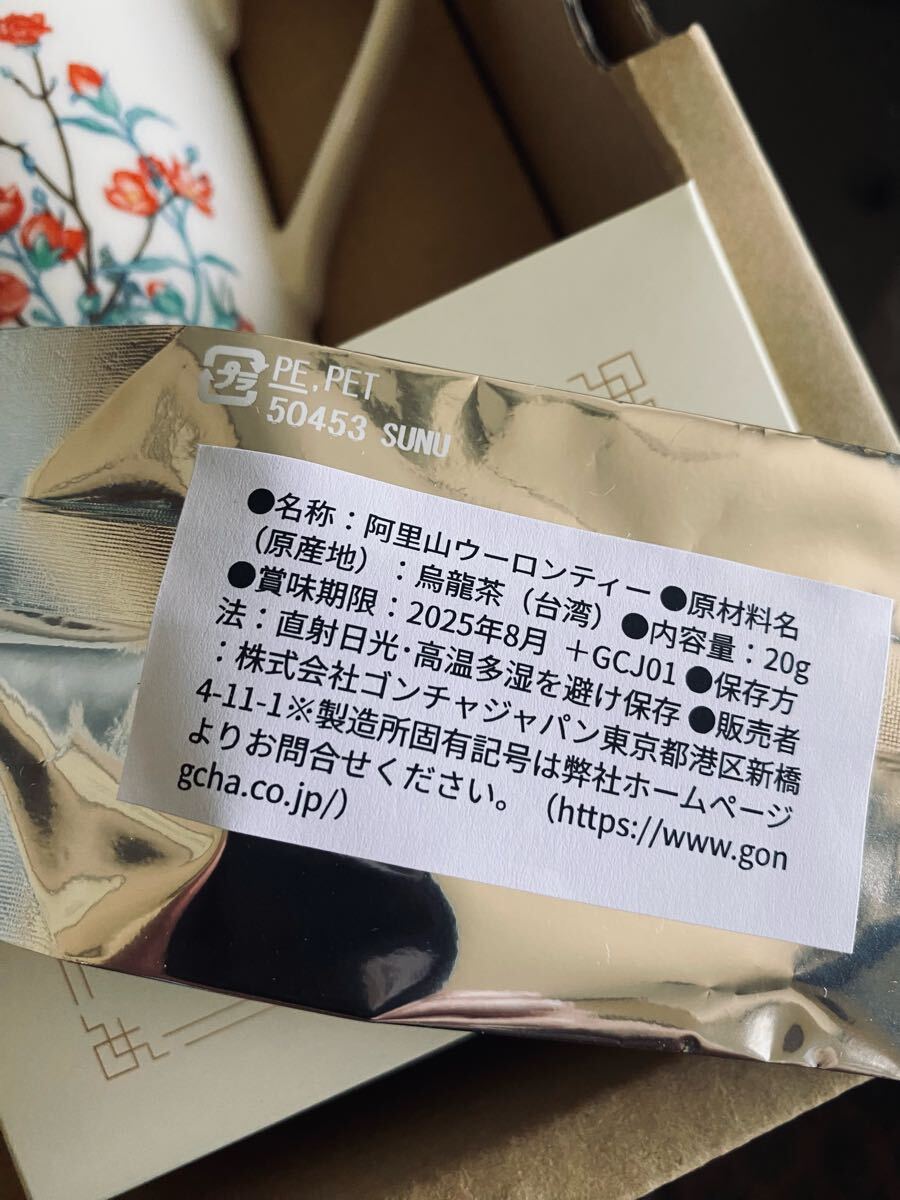 プラ
PE,PET
50453 SUNU
●名称：阿里山ウーロンティー ●原材料名
（原産地）：烏龍茶（台湾）●内容量：20g
●賞味期限：2025年8月 ＋GCJ01 ●保存方
法：直射日光・高温多湿を避け保存 ●販売者
：株式会社ゴンチャジャパン東京都港区新橋
4-11-1※製造所固有記号は弊社ホームページ
よりお問合せください。（https://www.gon
gcha.co.jp/）